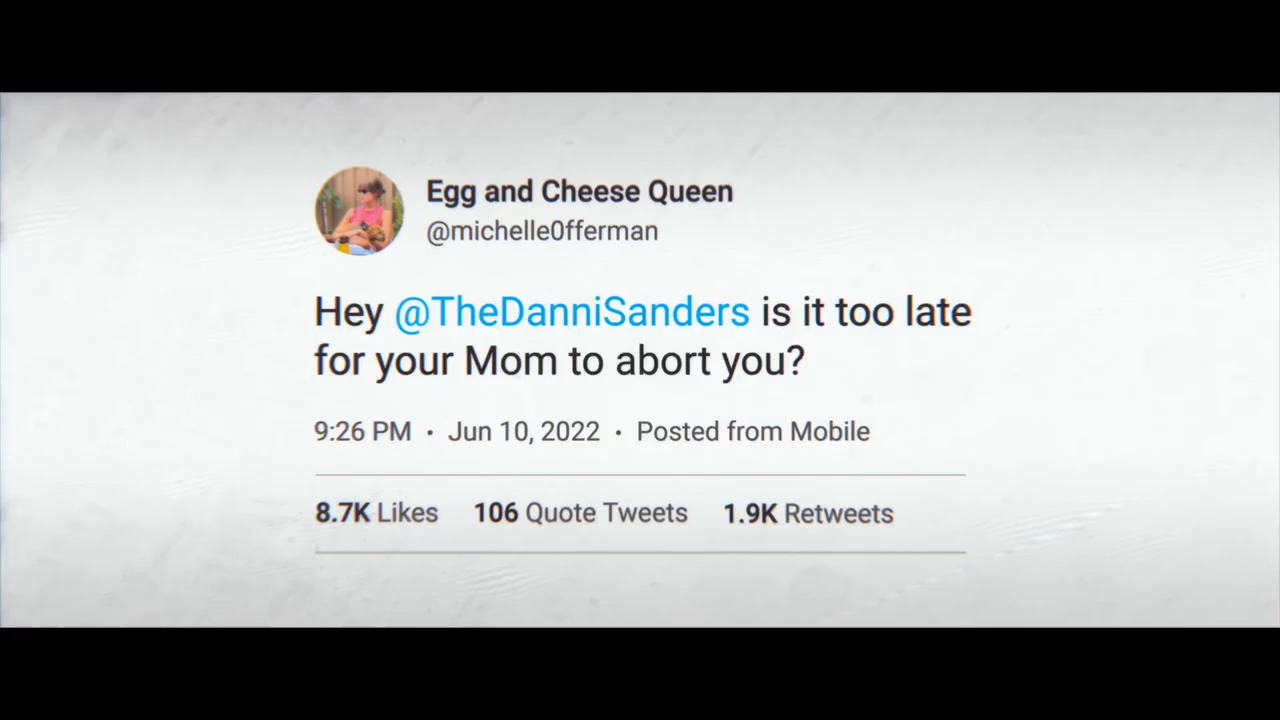 Egg and Cheese Queen
@michelle0fferman
Hey @TheDanniSanders is it too late
for your Mom to abort you?
9:26 PM · Jun 10, 2022 · Posted from Mobile
8.7K Likes 106 Quote Tweets 1.9K Retweets